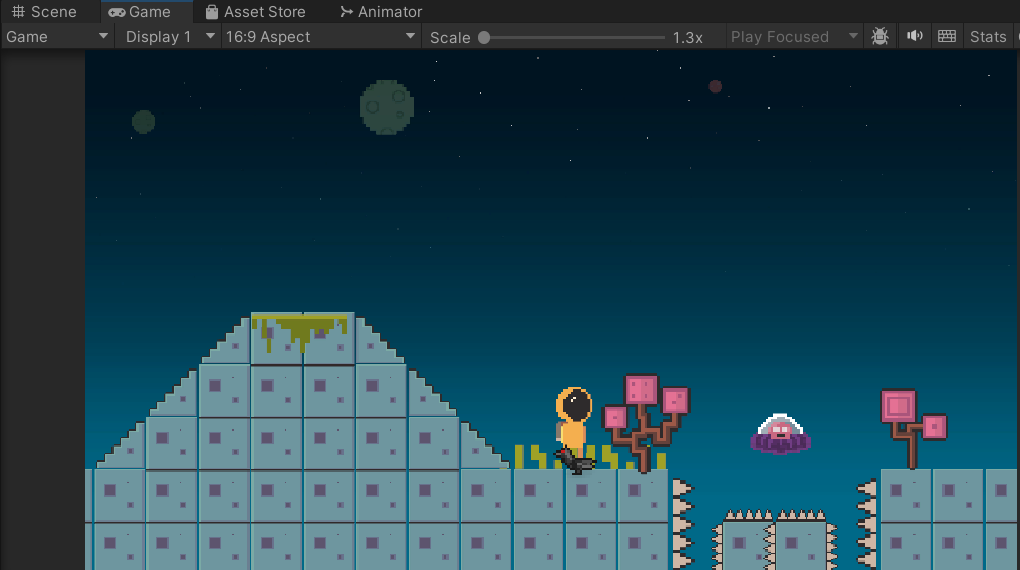 Scene Game Asset Store Animator
Game Display 1 16:9 Aspect Scale 1.3x Play Focused Stats